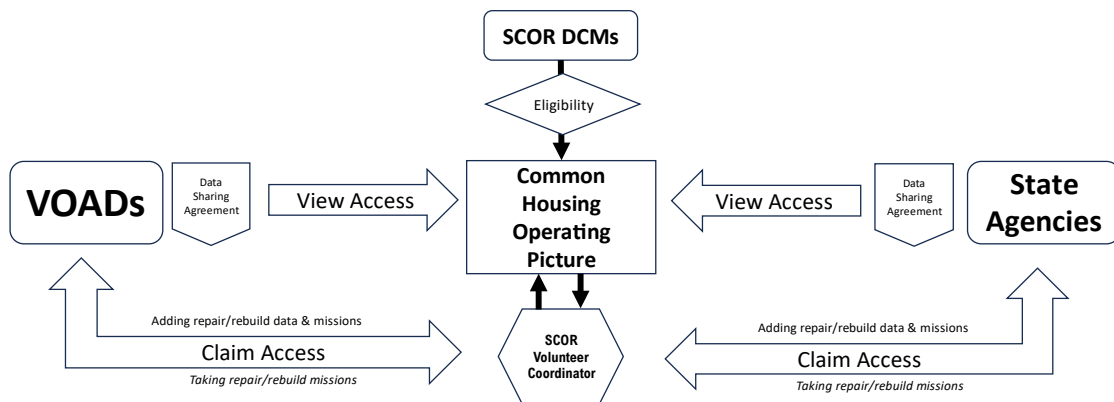 SCOR DCMs
Eligibility
VOADs
Data
Sharing
Agreement
View Access
Common
Housing
Operating
Picture
View Access
Data
Sharing
Agreement
State
Agencies
Adding repair/rebuild data & missions
Claim Access
Taking repair/rebuild missions
SCOR
Volunteer
Coordinator
Adding repair/rebuild data & missions
Claim Access
Taking repair/rebuild missions